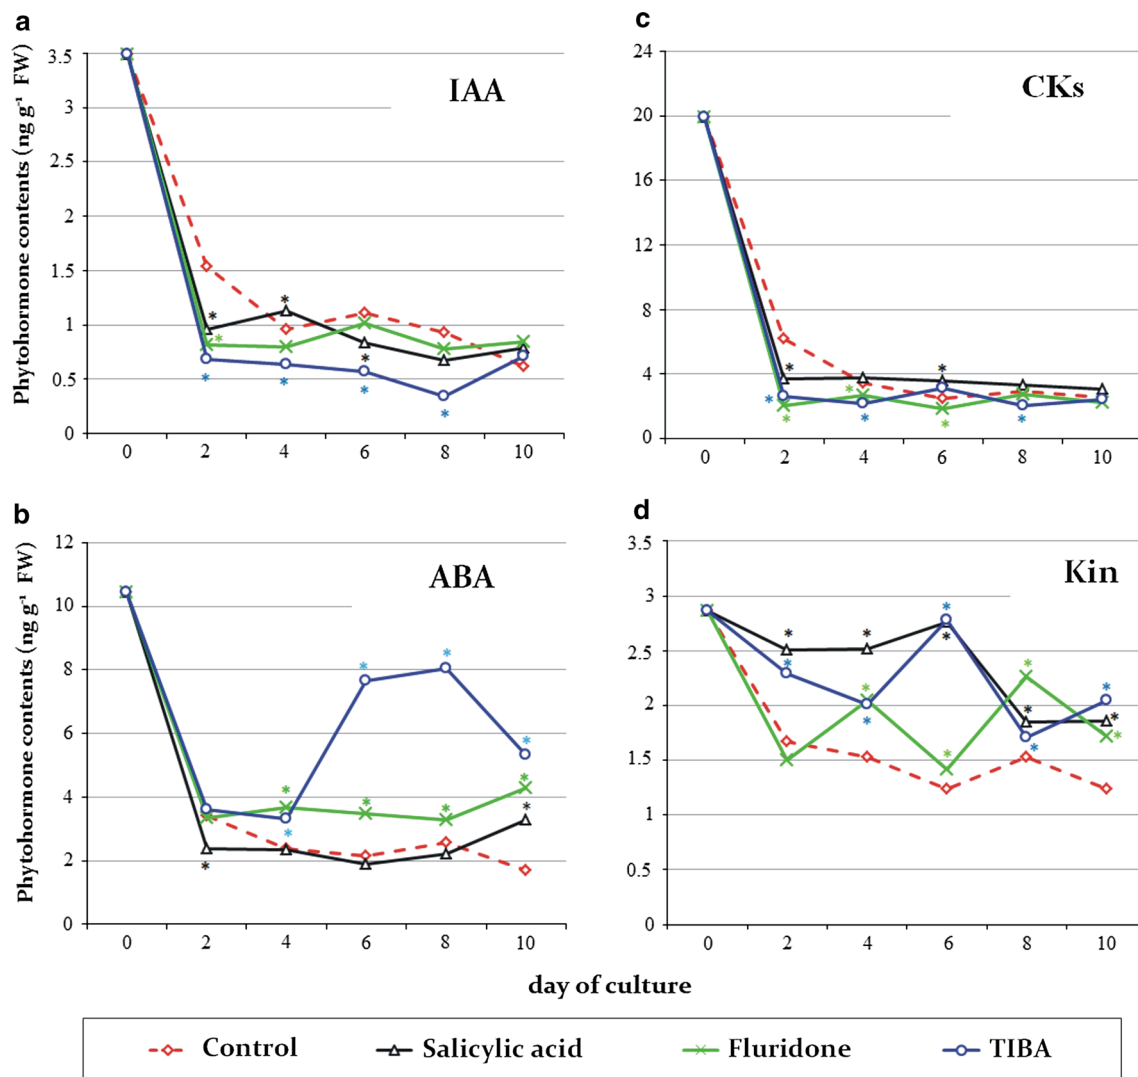 a
Phytohormone contents (ng g⁻¹ FW)
IAA
3.5
3
2.5
2
1.5
1
0.5
0
* * * * * * * *
0 2 4 6 8 10
c
CKs
24
20
16
12
8
4
0
* * * * * * * *
0 2 4 6 8 10
b
Phytohormone contents (ng g⁻¹ FW)
ABA
12
10
8
6
4
2
0
* * * * * * * * * *
0 2 4 6 8 10
d
Kin
3.5
3
2.5
2
1.5
1
0.5
0
* * * * * * * * * * * * * *
0 2 4 6 8 10
day of culture
Control Salicylic acid Fluridone TIBA